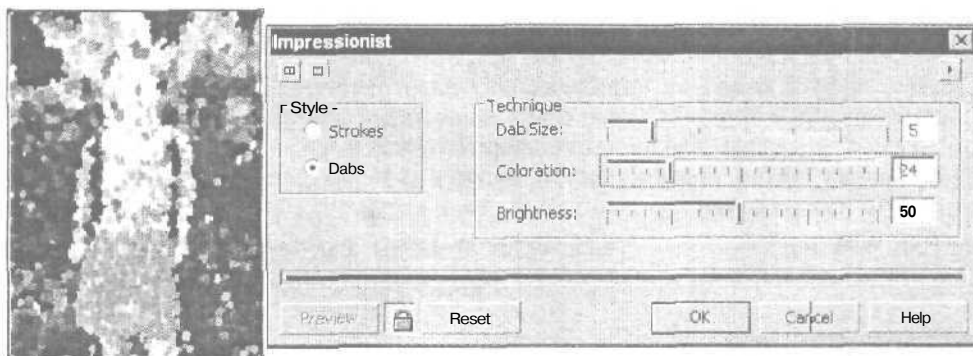 Impressionist
Style
Technique
Strokes
Dab Size: 5
Dabs
Coloration: 24
Brightness: 50
Preview Reset OK Cancel Help